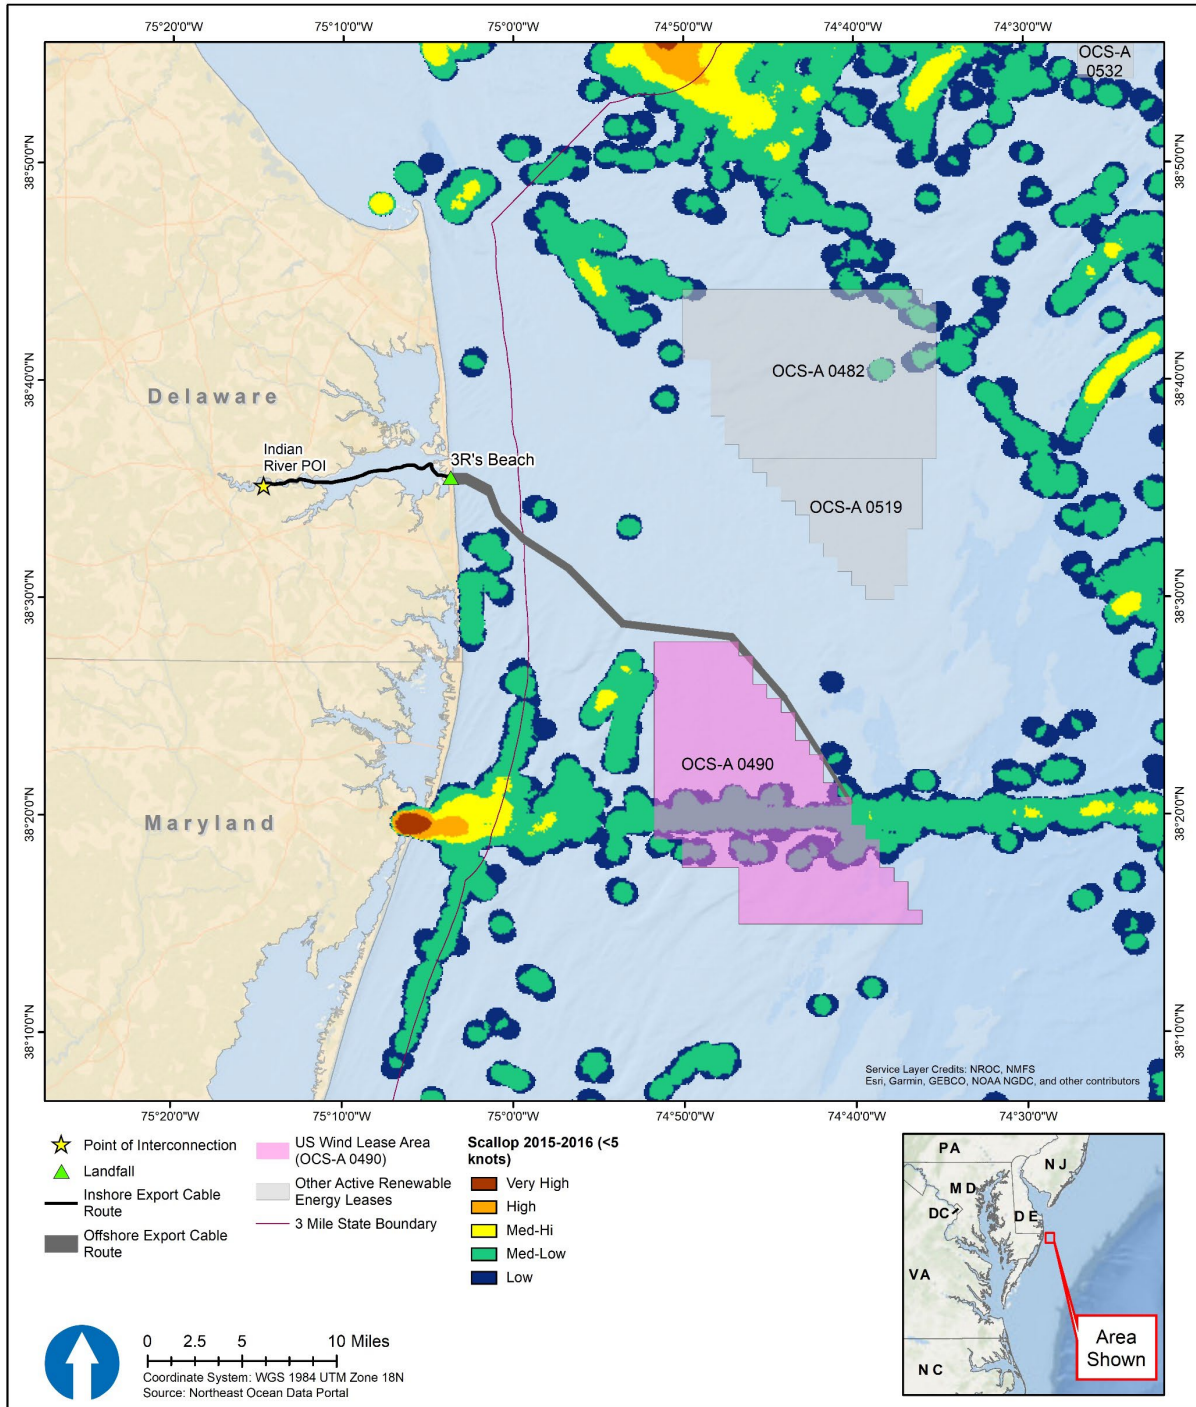 75°20'0"W
75°10'0"W
75°0'0"W
74°50'0"W
74°40'0"W
74°30'0"W
38°50'0"N
38°40'0"N
38°30'0"N
38°20'0"N
38°10'0"N
OCS-A
0532
OCS-A 0482
OCS-A 0519
OCS-A 0490
Delaware
Indian
River POI
3R's Beach
Maryland
38°50'0"N
38°40'0"N
38°30'0"N
38°20'0"N
38°10'0"N
Service Layer Credits: NROC, NMFS
Esri, Garmin, GEBCO, NOAA NGDC, and other contributors
75°20'0"W
75°10'0"W
75°0'0"W
74°50'0"W
74°40'0"W
74°30'0"W
Point of Interconnection
Landfall
Inshore Export Cable
Route
Offshore Export Cable
Route
US Wind Lease Area
(OCS-A 0490)
Other Active Renewable
Energy Leases
3 Mile State Boundary
Scallop 2015-2016 (<5
knots)
Very High
High
Med-Hi
Med-Low
Low
0 2.5 5 10 Miles
Coordinate System: WGS 1984 UTM Zone 18N
Source: Northeast Ocean Data Portal
PA
NJ
MD
DC
DE
VA
NC
Area
Shown